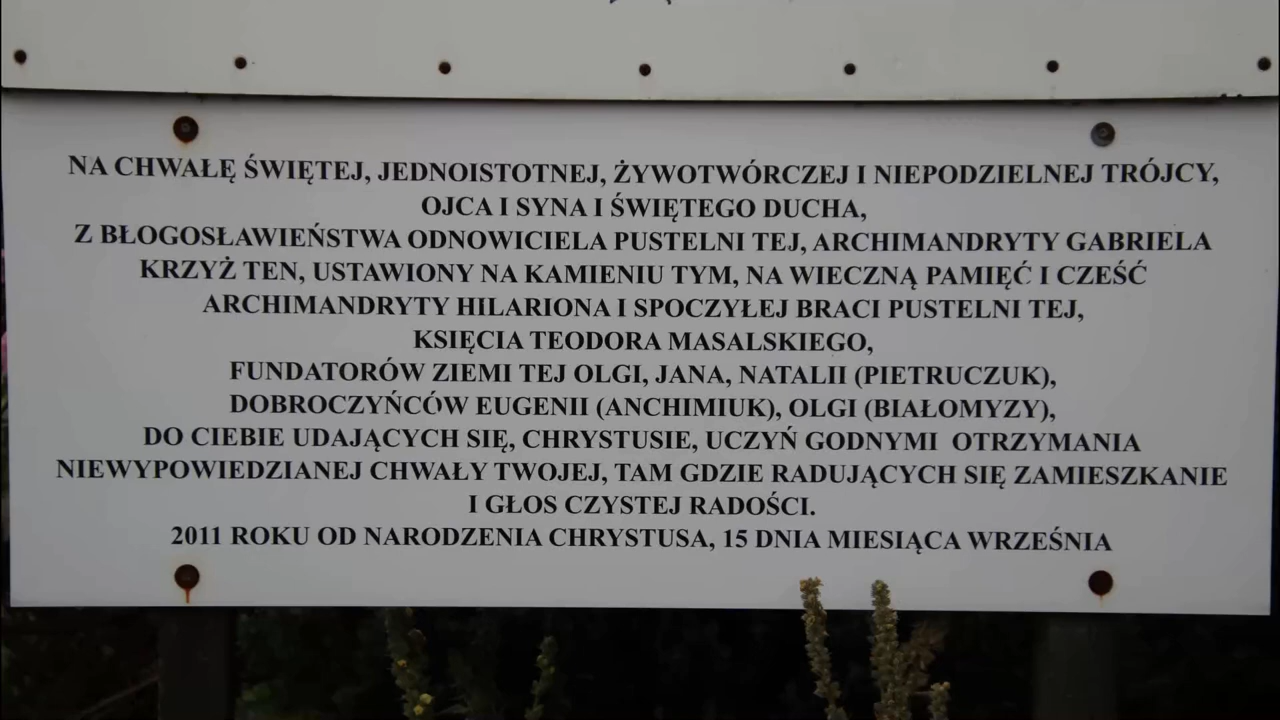 NA CHWAŁĘ ŚWIĘTEJ, JEDNOISTOTNEJ, ŻYWOTWÓRCZEJ I NIEPODZIELNEJ TRÓJCY,
OJCA I SYNA I ŚWIĘTEGO DUCHA,
Z BŁOGOSŁAWIEŃSTWA ODNOWICIELA PUSTELNI TEJ, ARCHIMANDRYTY GABRIELA
KRZYŻ TEN, USTAWIONY NA KAMIENIU TYM, NA WIECZNĄ PAMIĘĆ I CZEŚĆ
ARCHIMANDRYTY HILARIONA I SPOCZYŁEJ BRACI PUSTELNI TEJ,
KSIĘCIA TEODORA MASALSKIEGO,
FUNDATORÓW ZIEMI TEJ OLGI, JANA, NATALII (PIETRUCZUK),
DOBROCZYŃCÓW EUGENII (ANCHIMIUK), OLGI (BIAŁOMYZY),
DO CIEBIE UDAJĄCYCH SIĘ, CHRYSTUSIE, UCZYŃ GODNYMI OTRZYMANIA
NIEWYPOWIEDZIANEJ CHWAŁY TWOJEJ, TAM GDZIE RADUJĄCYCH SIĘ ZAMIESZKANIE
I GŁOS CZYSTEJ RADOŚCI.
2011 ROKU OD NARODZENIA CHRYSTUSA, 15 DNIA MIESIĄCA WRZEŚNIA